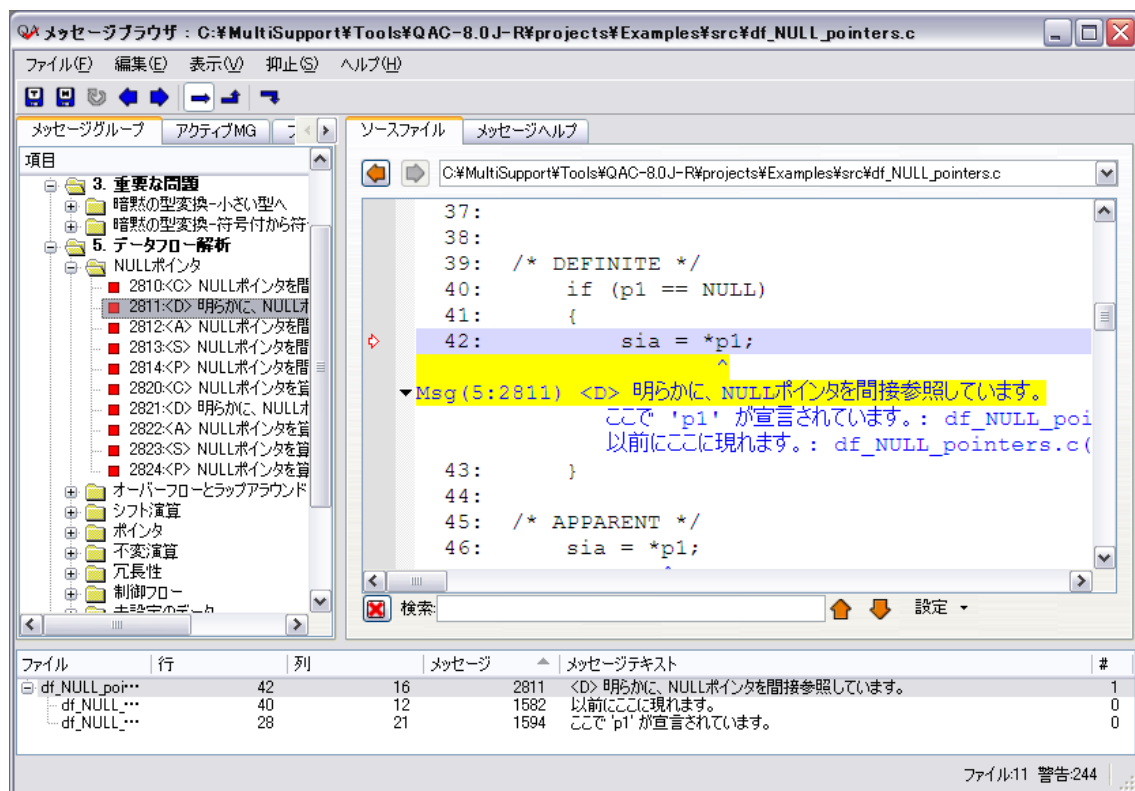 メッセージブラウザ : C:¥MultiSupport¥Tools¥QAC-8.0J-R¥projects¥Examples¥src¥df_NULL_pointers.c
ファイル(F) 編集(E) 表示(V) 抑止(S) ヘルプ(H)
メッセージグループ アクティブMG
項目
3. 重要な問題
暗黙の型変換-小さい型へ
暗黙の型変換-符号付から符
5. データフロー解析
NULLポインタ
2810:<C> NULLポインタを間
2811:<D> 明らかに、NULLポ
2812:<A> NULLポインタを間
2813:<S> NULLポインタを間
2814:<P> NULLポインタを間
2820:<C> NULLポインタを算
2821:<D> 明らかに、NULLポ
2822:<A> NULLポインタを算
2823:<S> NULLポインタを算
2824:<P> NULLポインタを算
オーバーフローとラップアラウンド
シフト演算
ポインタ
不変演算
冗長性
制御フロー
未設定のデータ
ソースファイル メッセージヘルプ
C:¥MultiSupport¥Tools¥QAC-8.0J-R¥projects¥Examples¥src¥df_NULL_pointers.c
37:
38:
39: /* DEFINITE */
40: if (p1 == NULL)
41: {
42: sia = *p1;
^
▼Msg(5:2811) <D> 明らかに、NULLポインタを間接参照しています。
ここで 'p1' が宣言されています。: df_NULL_poi
以前にここに現れます。: df_NULL_pointers.c(
43: }
44:
45: /* APPARENT */
46: sia = *p1;
^
検索: 設定
ファイル 行 列 メッセージ メッセージテキスト #
df_NULL_poi… 42 16 2811 <D> 明らかに、NULLポインタを間接参照しています。 1
df_NULL_… 40 12 1582 以前にここに現れます。 0
df_NULL_… 28 21 1594 ここで 'p1' が宣言されています。 0
ファイル:11 警告:244